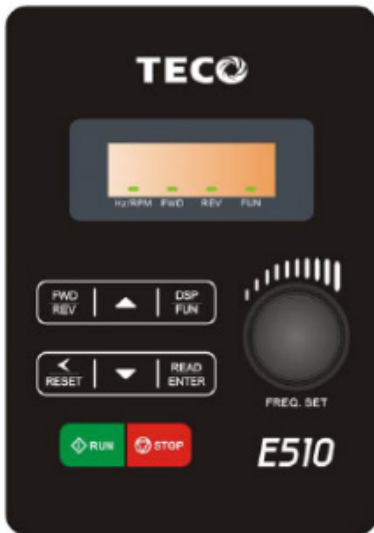 TECO
Hz/RPM FWD REV FUN
FWD
REV
DSP
FUN
<
RESET
READ
ENTER
FREQ. SET
RUN STOP
E510